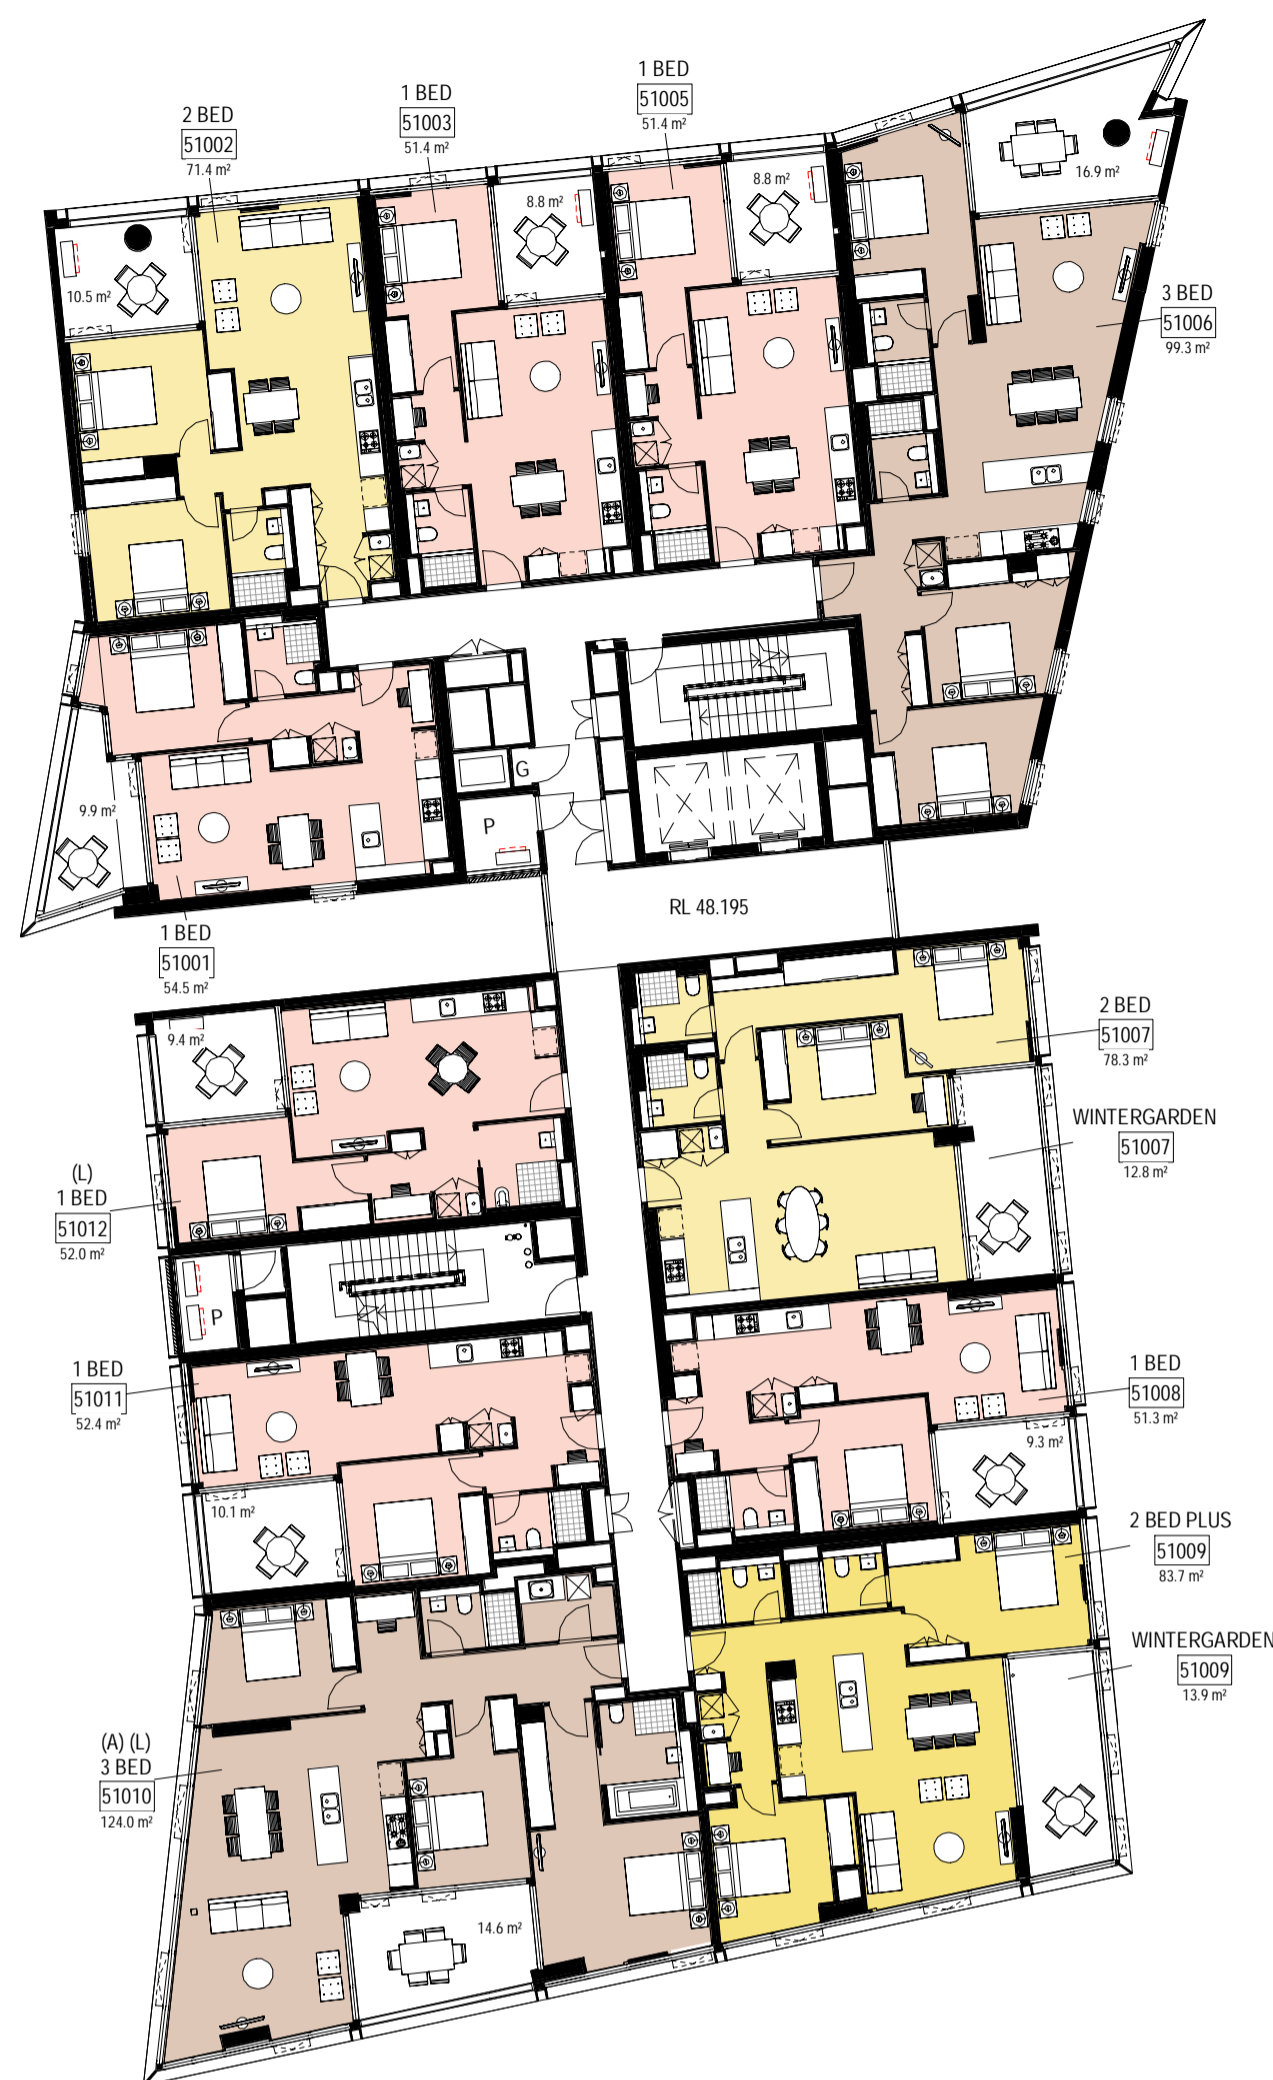 1 BED
51005
51.4 m²
1 BED
51003
51.4 m²
2 BED
51002
71.4 m²
16.9 m²
8.8 m²
8.8 m²
10.5 m²
3 BED
51006
99.3 m²
G
P
9.9 m²
RL 48.195
1 BED
51001
54.5 m²
2 BED
51007
78.3 m²
9.4 m²
WINTERGARDEN
51007
12.8 m²
(L)
1 BED
51012
52.0 m²
P
1 BED
51011
52.4 m²
1 BED
51008
51.3 m²
9.3 m²
10.1 m²
2 BED PLUS
51009
83.7 m²
WINTERGARDEN
51009
13.9 m²
(A) (L)
3 BED
51010
124.0 m²
14.6 m²